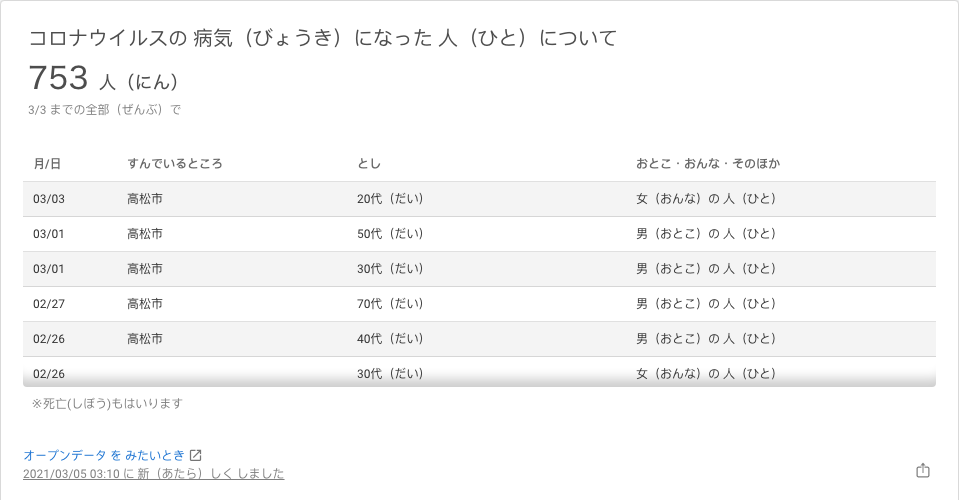 コロナウイルスの 病気（びょうき）になった 人（ひと）について
753 人（にん）
3/3 までの全部（ぜんぶ）で
月/日 すんでいるところ とし おとこ・おんな・そのほか
03/03 高松市 20代（だい） 女（おんな）の 人（ひと）
03/01 高松市 50代（だい） 男（おとこ）の 人（ひと）
03/01 高松市 30代（だい） 男（おとこ）の 人（ひと）
02/27 高松市 70代（だい） 男（おとこ）の 人（ひと）
02/26 高松市 40代（だい） 男（おとこ）の 人（ひと）
02/26 30代（だい） 女（おんな）の 人（ひと）
※死亡(しぼう)もはいります
オープンデータ を みたいとき
2021/03/05 03:10 に 新（あたら）しく しました